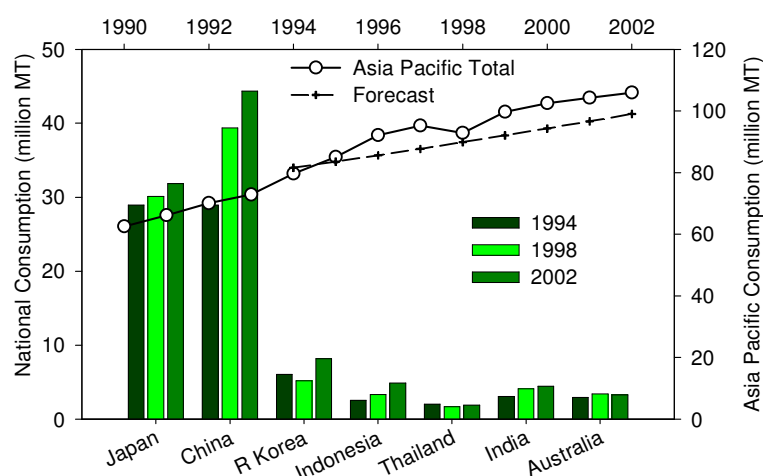 1990 1992 1994 1996 1998 2000 2002
National Consumption (million MT)
50
40
30
20
10
0
Asia Pacific Total
Forecast
1994
1998
2002
120
100
80
60
40
20
0
Asia Pacific Consumption (million MT)
Japan China R Korea Indonesia Thailand India Australia